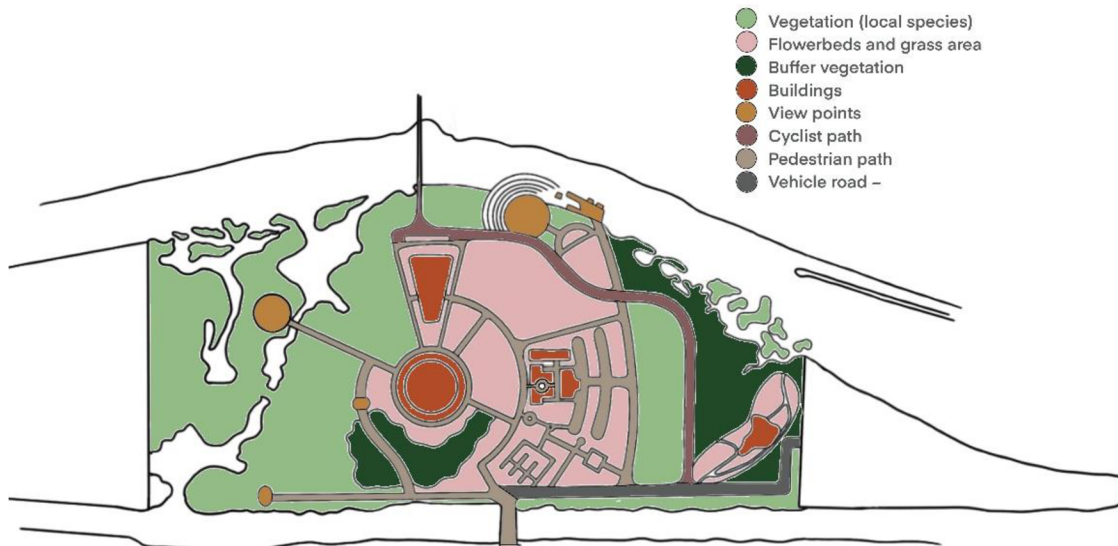 Vegetation (local species)
Flowerbeds and grass area
Buffer vegetation
Buildings
View points
Cyclist path
Pedestrian path
Vehicle road –